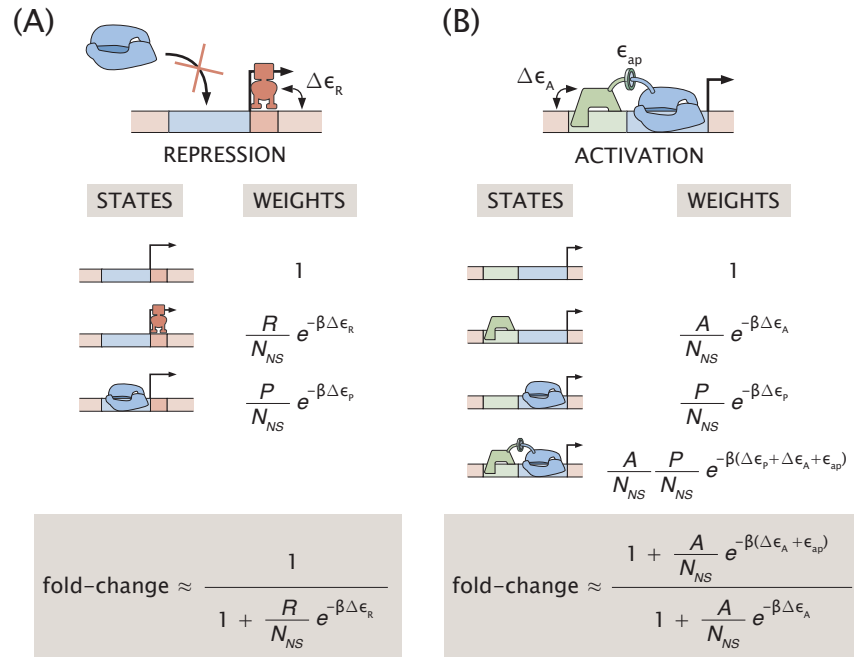 (A)
Δϵ_R
REPRESSION
STATES WEIGHTS
1
R/N_NS e^−βΔϵ_R
P/N_NS e^−βΔϵ_P
fold-change ≈ 1/(1 + R/N_NS e^−βΔϵ_R)
(B)
ϵ_ap
Δϵ_A
ACTIVATION
STATES WEIGHTS
1
A/N_NS e^−βΔϵ_A
P/N_NS e^−βΔϵ_P
A/N_NS P/N_NS e^−β(Δϵ_P+Δϵ_A+ϵ_ap)
fold-change ≈ (1 + A/N_NS e^−β(Δϵ_A+ϵ_ap))/(1 + A/N_NS e^−βΔϵ_A)